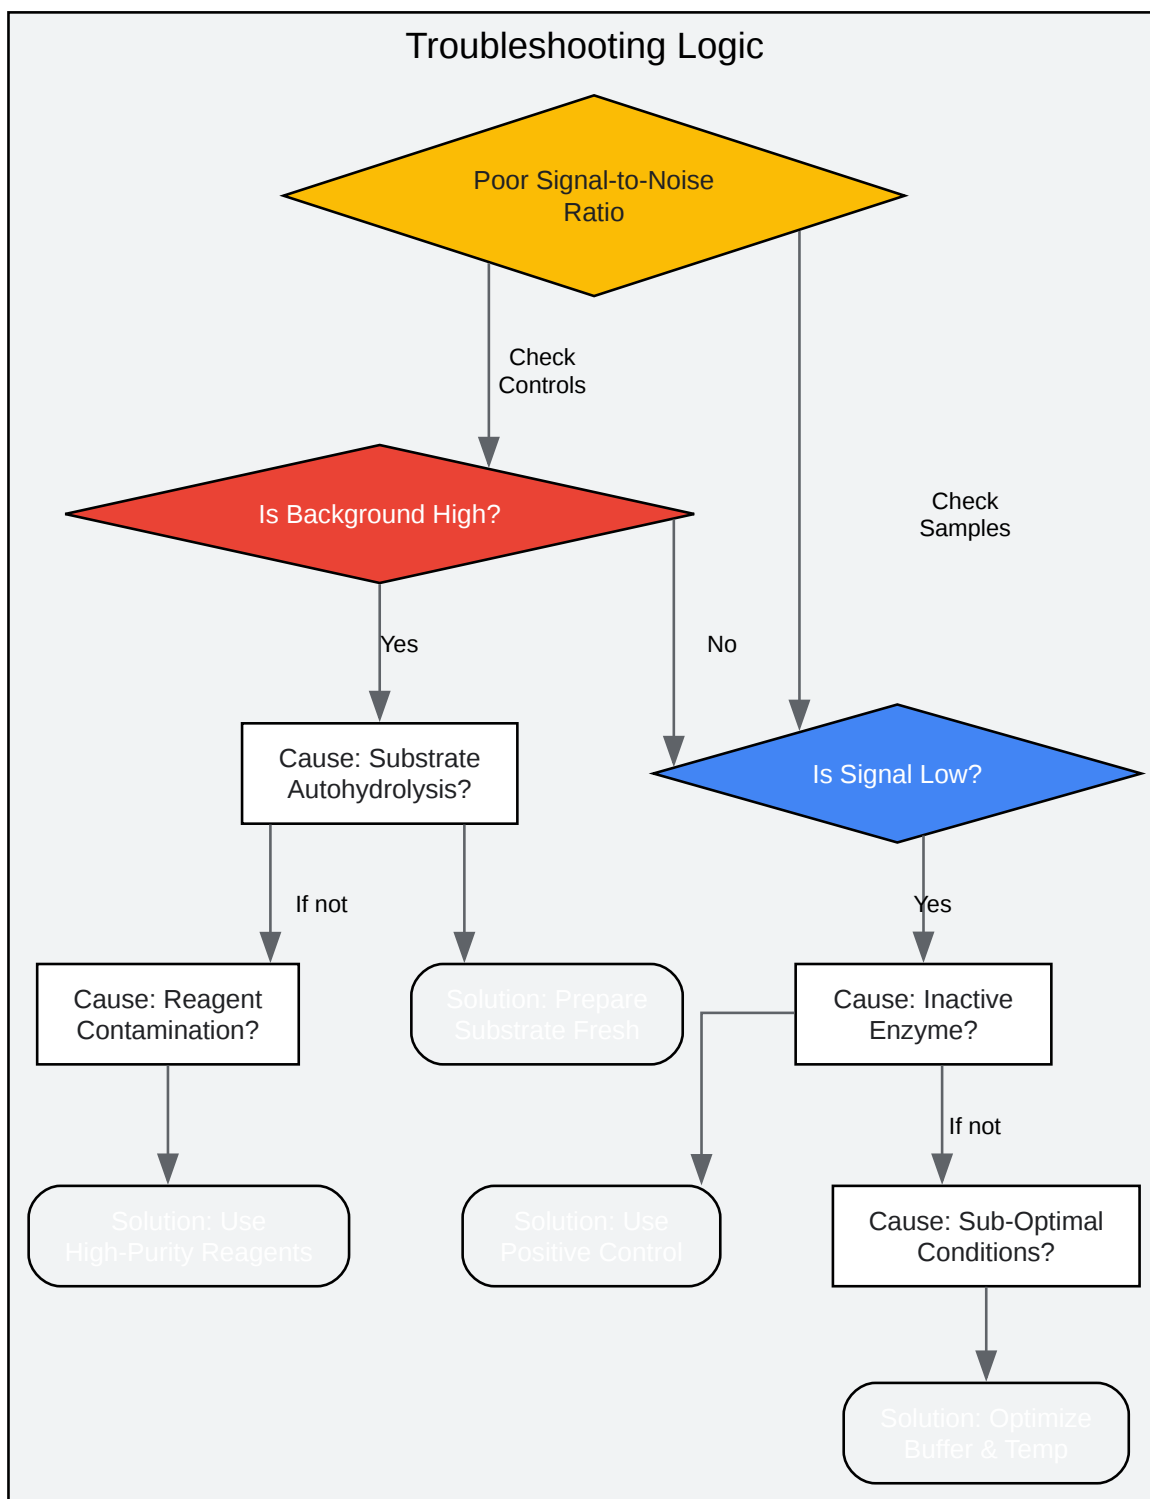 Troubleshooting Logic
Poor Signal-to-Noise
Ratio
Check
Controls
Check
Samples
Is Background High?
Yes
No
Cause: Substrate
Autohydrolysis?
Is Signal Low?
If not
Yes
Cause: Reagent
Contamination?
Solution: Prepare
Substrate Fresh
Cause: Inactive
Enzyme?
If not
Solution: Use
High-Purity Reagents
Solution: Use
Positive Control
Cause: Sub-Optimal
Conditions?
Solution: Optimize
Buffer & Temp